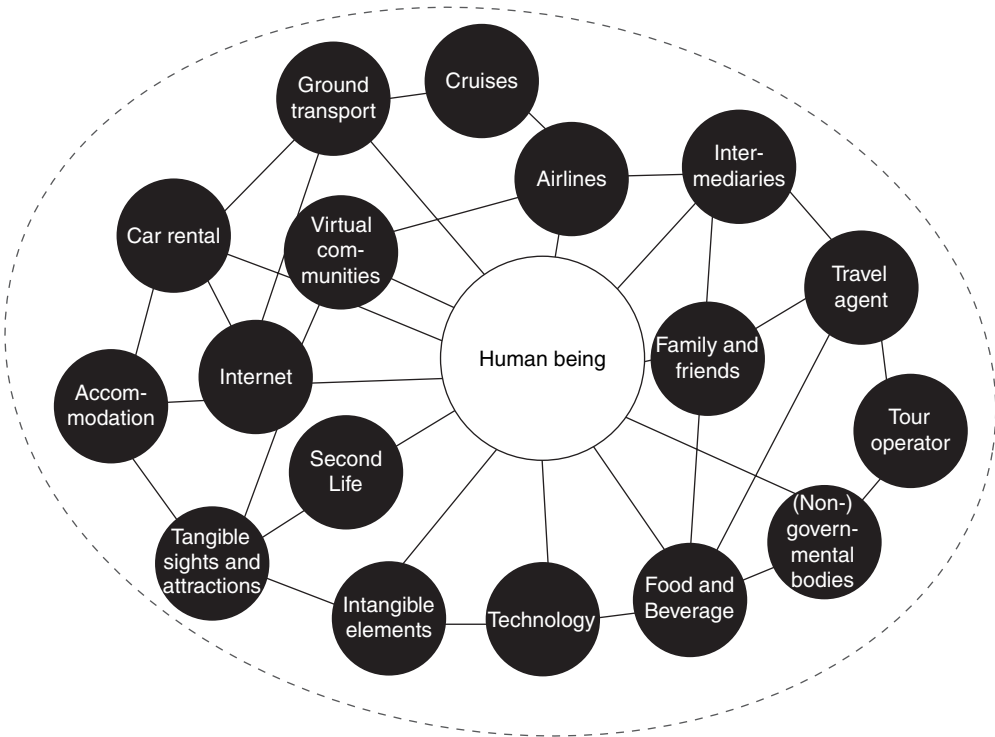 Ground
transport
Cruises
Airlines
Inter-
mediaries
Car rental
Virtual
com-
munities
Travel
agent
Human being
Family and
friends
Internet
Accom-
modation
Tour
operator
Second
Life
(Non-)
govern-
mental
bodies
Tangible
sights and
attractions
Intangible
elements
Technology
Food and
Beverage